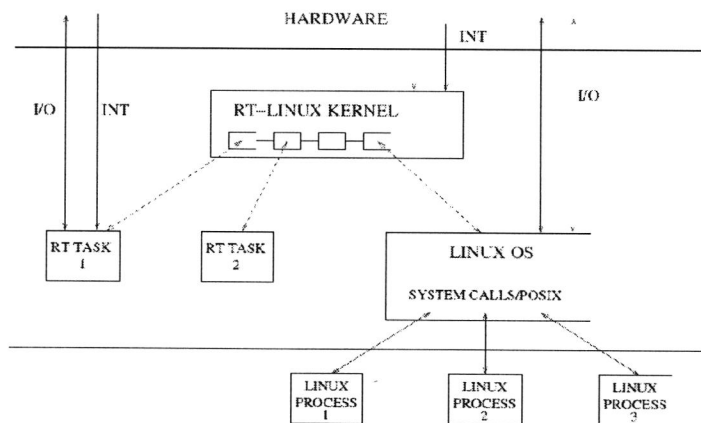 HARDWARE
INT
I/O
INT
I/O
RT-LINUX KERNEL
RT TASK
1
RT TASK
2
LINUX OS
SYSTEM CALLS/POSIX
LINUX
PROCESS
1
LINUX
PROCESS
2
LINUX
PROCESS
3